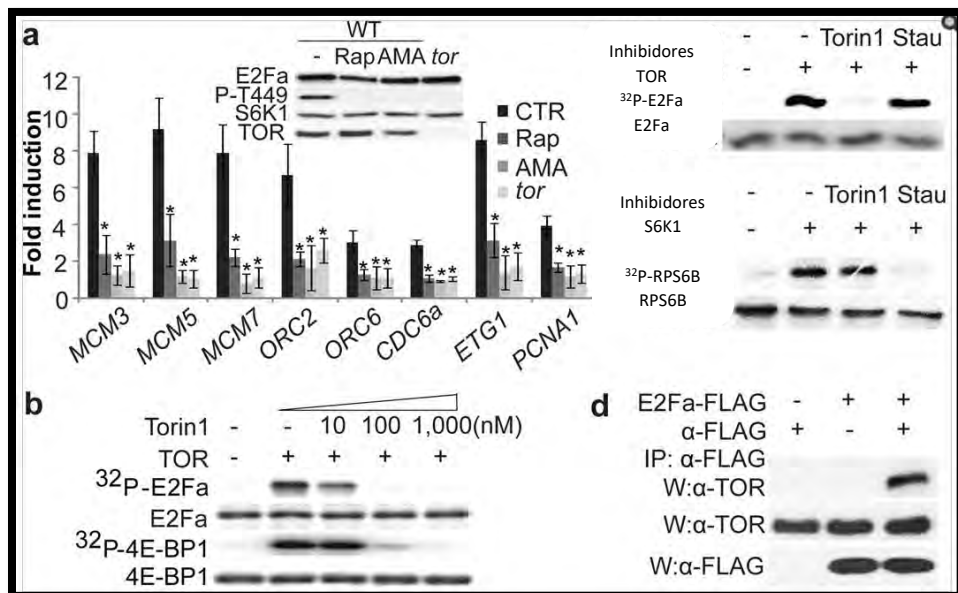 a
WT
- Rap AMA tor
E2Fa
P-T449
S6K1
TOR
Fold induction
12
10
8
6
4
2
0
CTR
Rap
AMA
tor
* * * * * * * * * * * * * * * * * * * * * * * *
MCM3 MCM5 MCM7 ORC2 ORC6 CDC6a ETG1 PCNA1
Inhibidores - - Torin1 Stau
TOR - + + +
³²P-E2Fa
E2Fa
Inhibidores - - Torin1 Stau
S6K1 - + + +
³²P-RPS6B
RPS6B
b
Torin1 - - 10 100 1,000(nM)
TOR - + + + +
³²P-E2Fa
E2Fa
³²P-4E-BP1
4E-BP1
d
E2Fa-FLAG - + +
α-FLAG + - +
IP: α-FLAG
W:α-TOR
W:α-TOR
W:α-FLAG